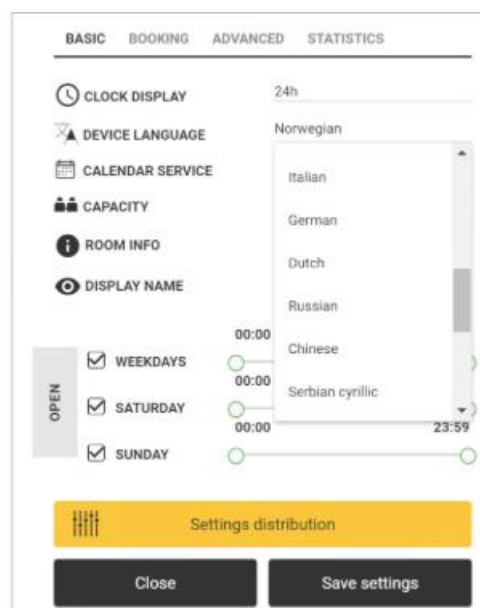 BASIC BOOKING ADVANCED STATISTICS
CLOCK DISPLAY 24h
DEVICE LANGUAGE Norwegian
CALENDAR SERVICE Italian
CAPACITY German
ROOM INFO Dutch
DISPLAY NAME Russian
Chinese
Serbian cyrillic
OPEN
00:00
WEEKDAYS
00:00
SATURDAY
00:00 23:59
SUNDAY
Settings distribution
Close Save settings